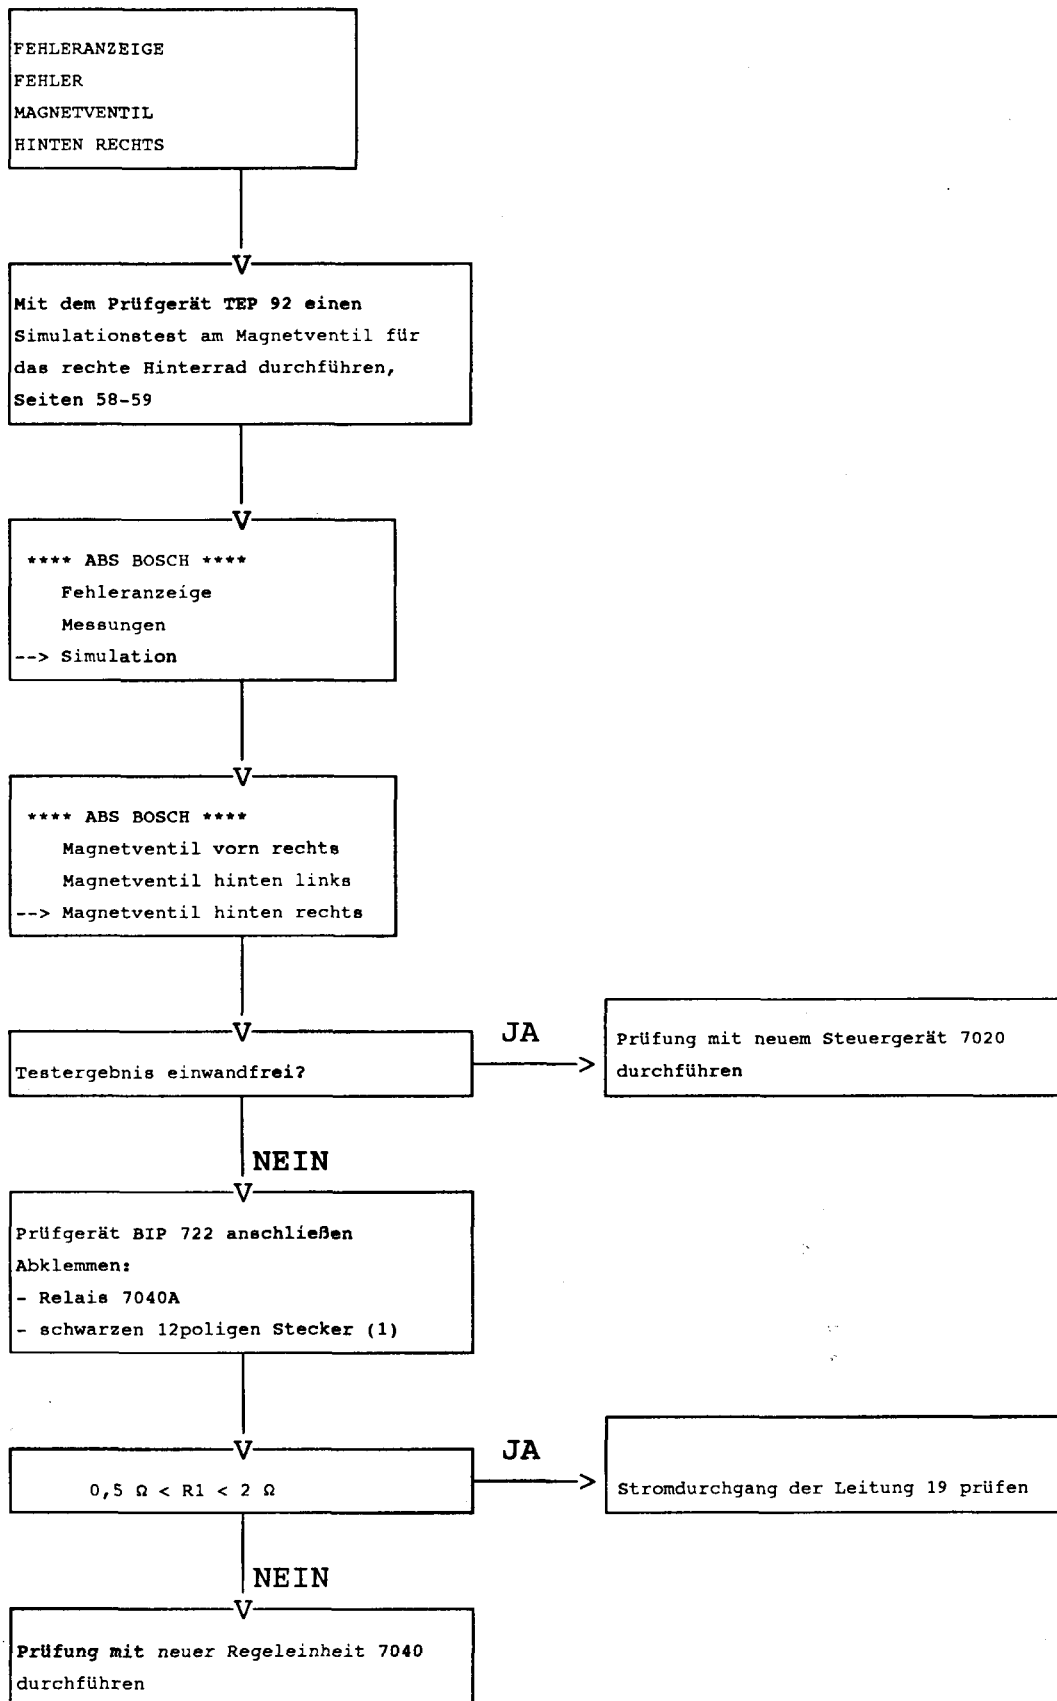 FEHLERANZEIGE
FEHLER
MAGNETVENTIL
HINTEN RECHTS
V
Mit dem Prüfgerät TEP 92 einen
Simulationstest am Magnetventil für
das rechte Hinterrad durchführen,
Seiten 58-59
V
**** ABS BOSCH ****
Fehleranzeige
Messungen
--> Simulation
V
**** ABS BOSCH ****
Magnetventil vorn rechts
Magnetventil hinten links
--> Magnetventil hinten rechts
V
Testergebnis einwandfrei?
JA
>
Prüfung mit neuem Steuergerät 7020
durchführen
NEIN
V
Prüfgerät BIP 722 anschließen
Abklemmen:
- Relais 7040A
- schwarzen 12poligen Stecker (1)
V
0,5 Ω < R1 < 2 Ω
JA
>
Stromdurchgang der Leitung 19 prüfen
NEIN
V
Prüfung mit neuer Regeleinheit 7040
durchführen